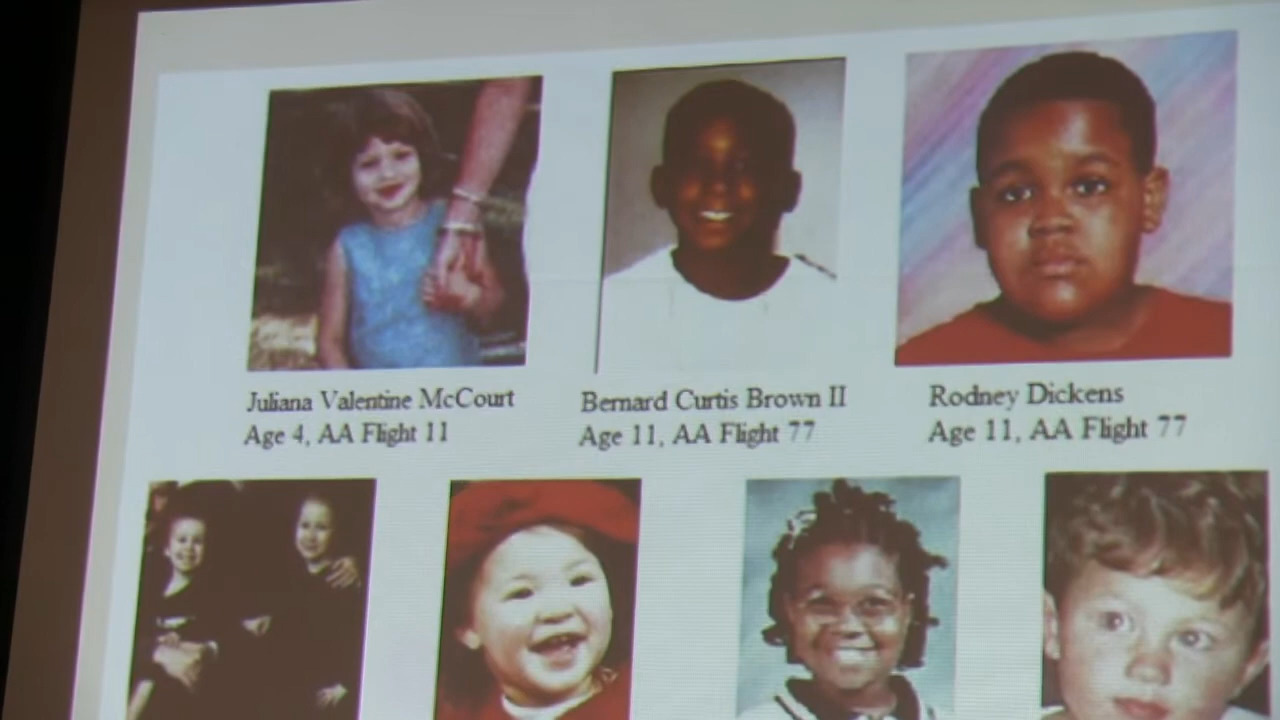 Juliana Valentine McCourt
Age 4, AA Flight 11
Bernard Curtis Brown II
Age 11, AA Flight 77
Rodney Dickens
Age 11, AA Flight 77